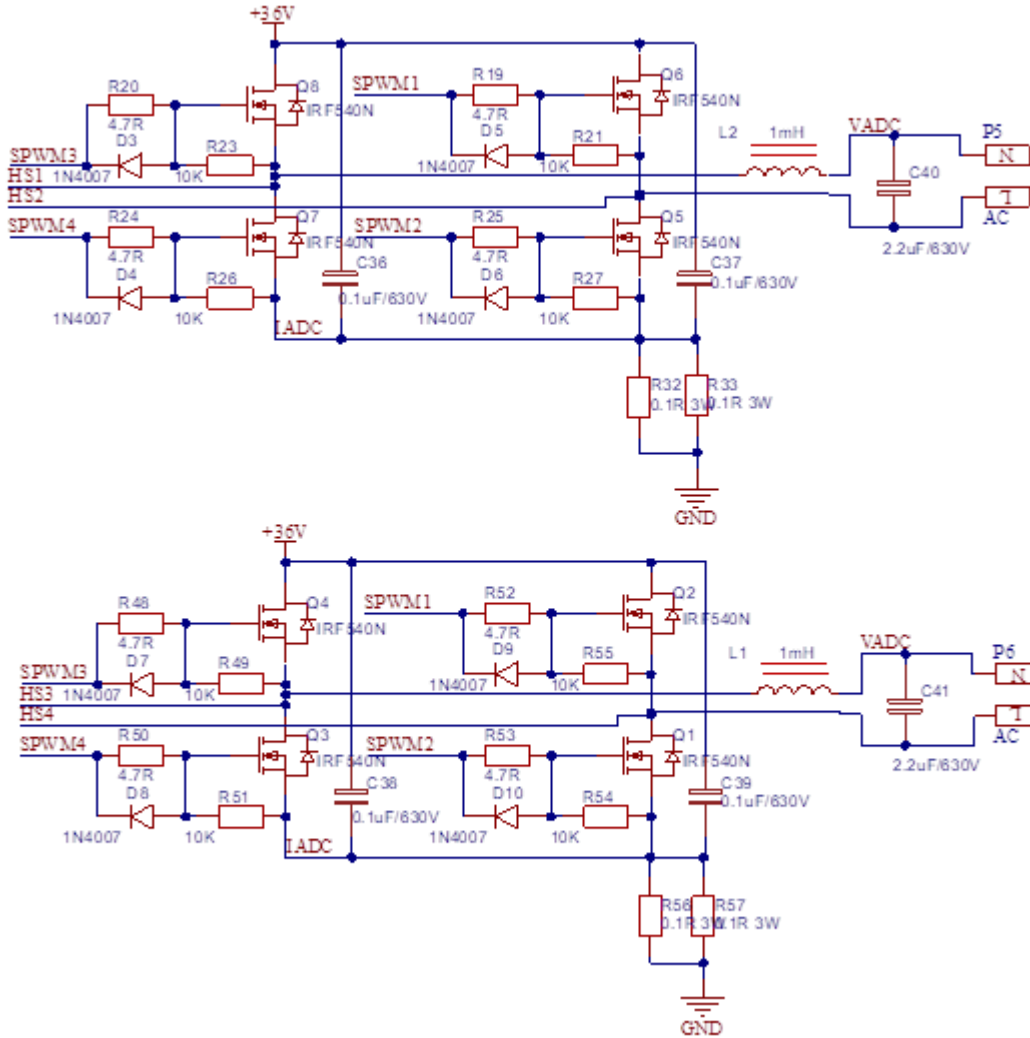 +36V
R20
Q8
SPWM1
R19
Q6
IRF540N
IRF540N
4.7R
4.7R
D3
R23
D5
R21
L2
1mH
VADC
P5
N
SPWM3
1N4007
10K
1N4007
10K
HS1
HS2
C40
L
AC
SPWM4
R24
Q7
SPWM2
R25
Q5
IRF540N
IRF540N
2.2uF/630V
4.7R
4.7R
D4
R26
C36
D6
R27
C37
0.1uF/630V
0.1uF/630V
1N4007
10K
IADC
1N4007
10K
R32
R33
0.1R 3W
0.1R 3W
GND
+36V
R48
Q4
SPWM1
R52
Q2
IRF540N
IRF540N
4.7R
4.7R
D7
R49
D9
R55
L1
1mH
VADC
P6
N
SPWM3
1N4007
10K
1N4007
10K
HS3
HS4
C41
L
AC
SPWM4
R50
Q3
SPWM2
R53
Q1
IRF540N
IRF540N
2.2uF/630V
4.7R
4.7R
D8
R51
C38
D10
R54
C39
0.1uF/630V
0.1uF/630V
1N4007
10K
IADC
1N4007
10K
R56
R57
0.1R 3W
0.1R 3W
GND